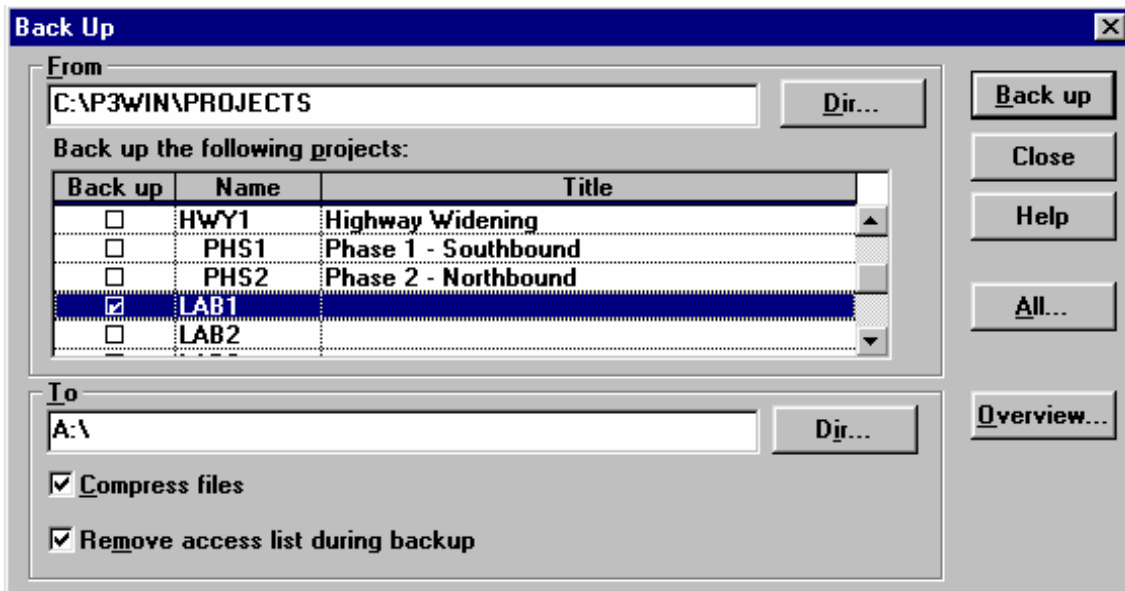 Back Up
From
C:\P3WIN\PROJECTS
Dir...
Back up the following projects:
Back up Name Title
HWY1 Highway Widening
PHS1 Phase 1 - Southbound
PHS2 Phase 2 - Northbound
LAB1
LAB2
To
A:\
Dir...
Compress files
Remove access list during backup
Back up
Close
Help
All...
Overview...